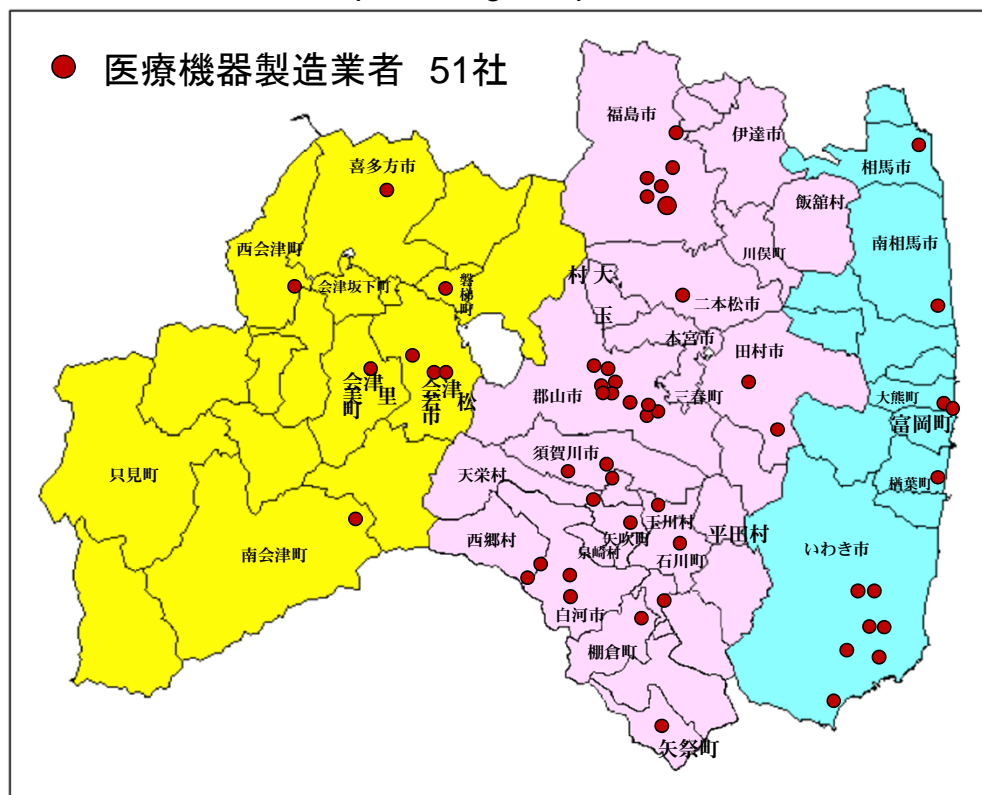 医療機器製造業者 51社
福島市
伊達市
相馬市
喜多方市
飯舘村
西会津町
南相馬市
川俣町
会津坂下町
磐梯町
大玉村
二本松市
本宮市
田村市
会津美里町
会津若松市
郡山市
三春町
大熊町
富岡町
須賀川市
只見町
天栄村
楢葉町
玉川村
平田村
矢吹町
西郷村
泉崎村
石川町
いわき市
南会津町
白河市
棚倉町
矢祭町